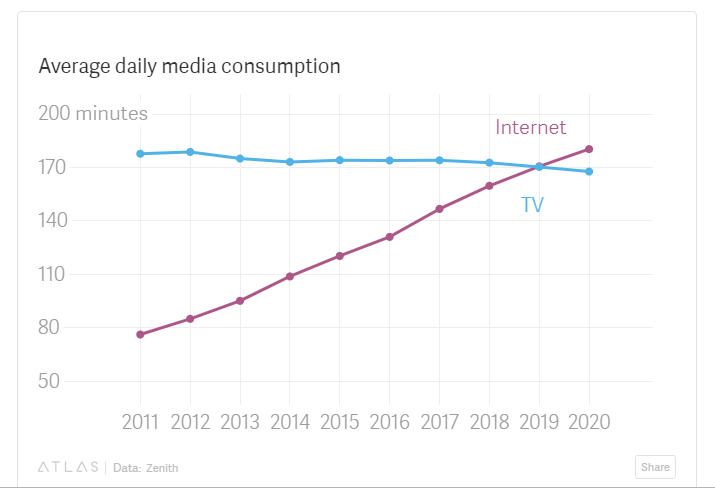 Average daily media consumption
200 minutes
Internet
170
TV
140
110
80
50
2011 2012 2013 2014 2015 2016 2017 2018 2019 2020
ATLAS | Data: Zenith
Share